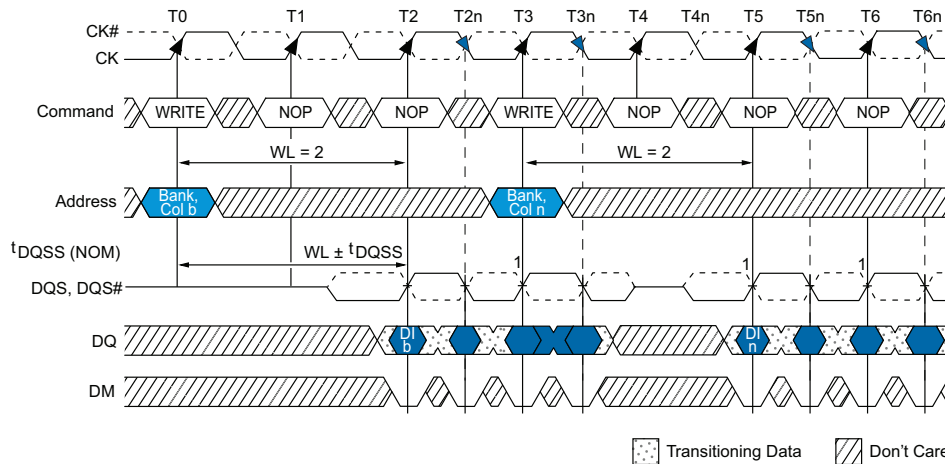 T0 T1 T2 T2n T3 T3n T4 T4n T5 T5n T6 T6n
CK#
CK
Command WRITE NOP NOP WRITE NOP NOP NOP
WL = 2 WL = 2
Address Bank, Col b Bank, Col n
tDQSS (NOM)
WL ± tDQSS 1 1 1
DQS, DQS#
DQ DI b DI n
DM
Transitioning Data Don't Care